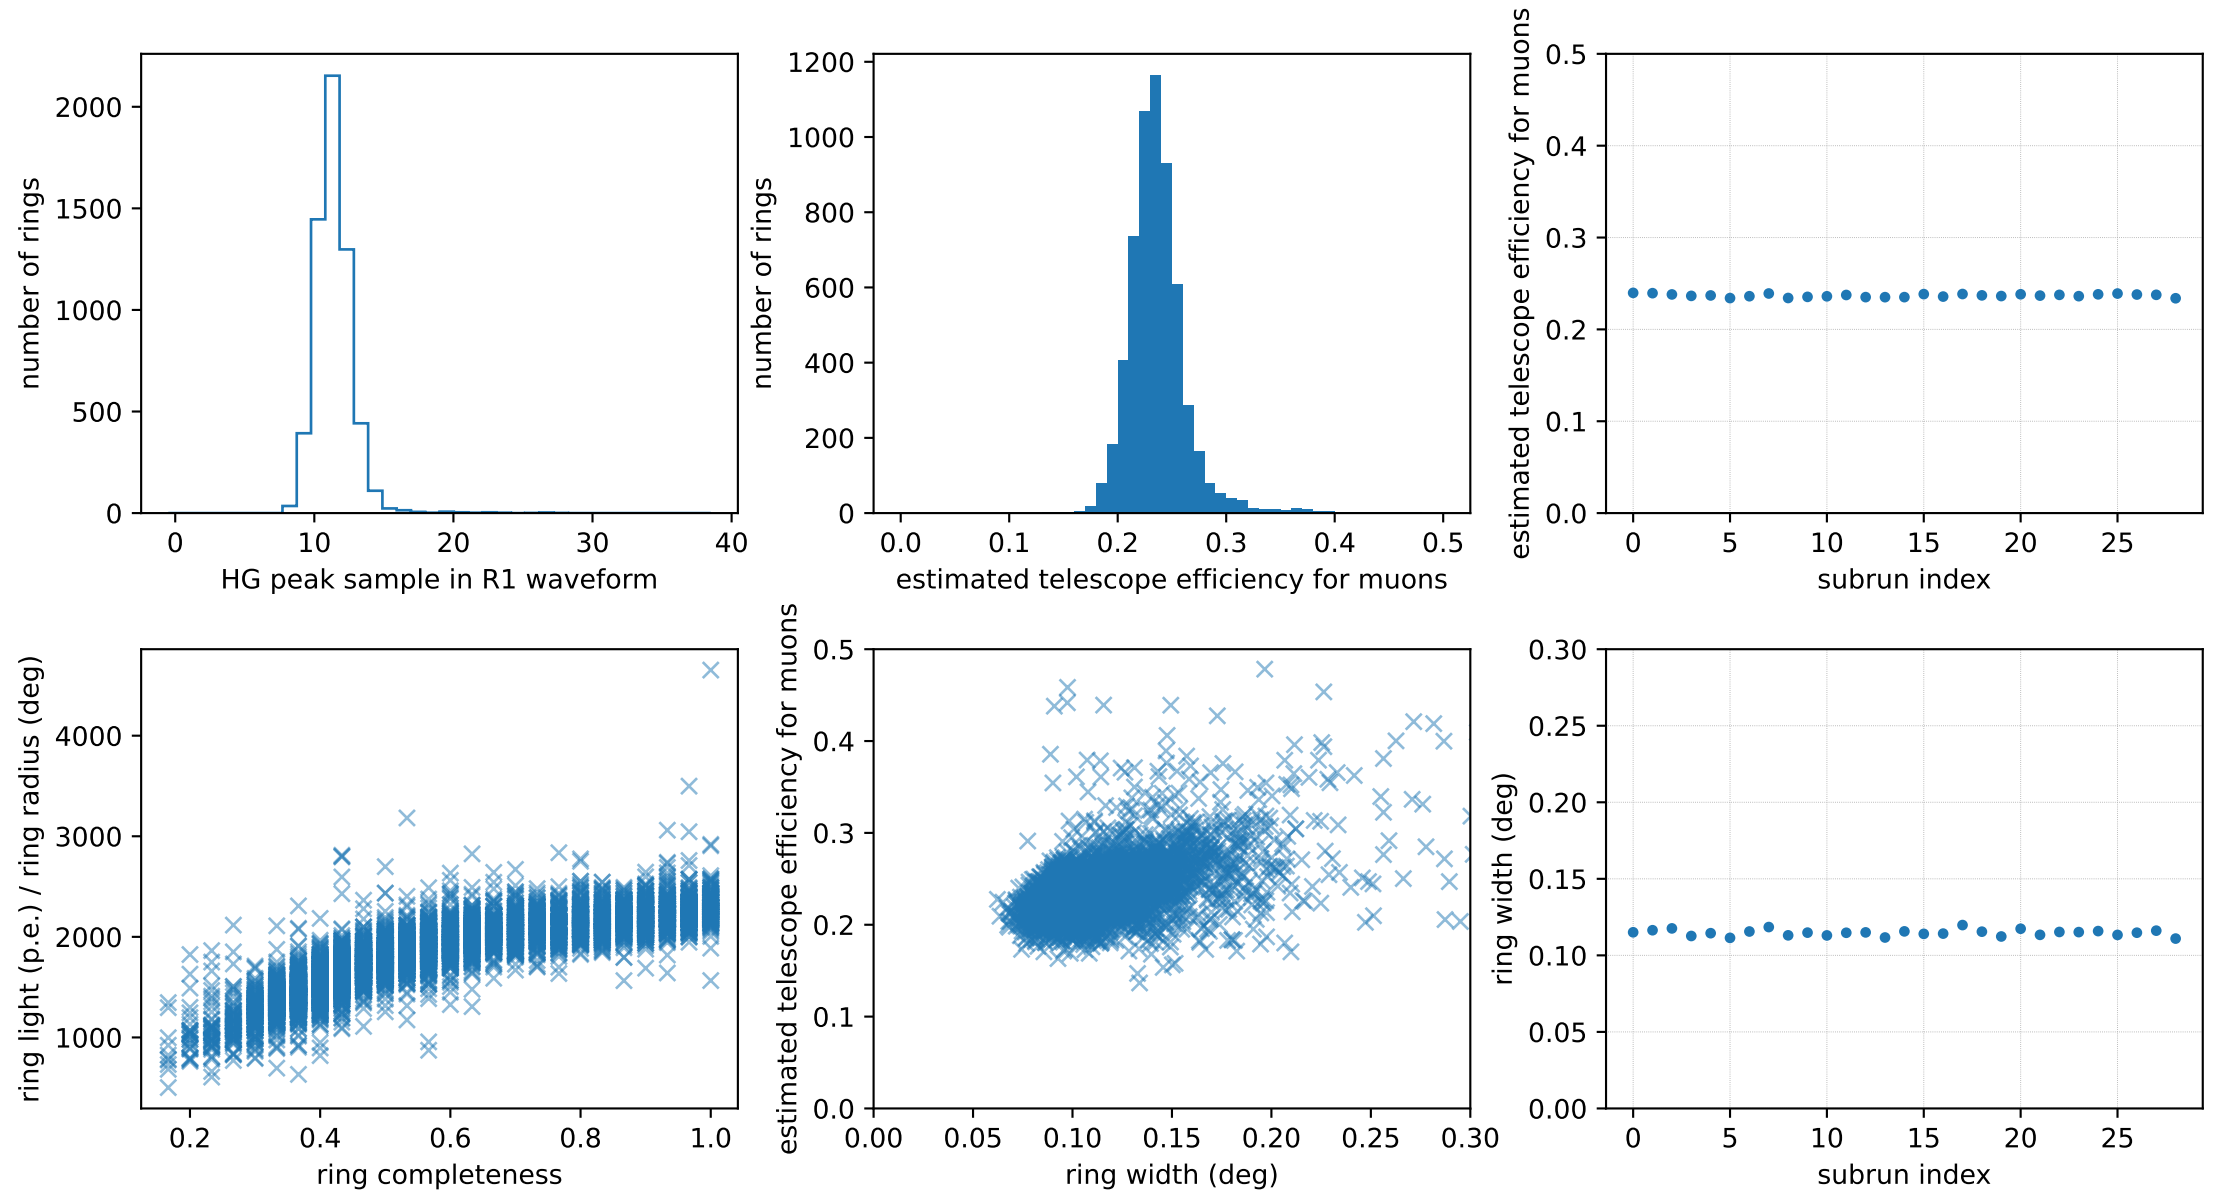 2000
1500
1000
500
0
number of rings
0 10 20 30 40
HG peak sample in R1 waveform
1200
1000
800
600
400
200
0
number of rings
0.0 0.1 0.2 0.3 0.4 0.5
estimated telescope efficiency for muons
0.5
0.4
0.3
0.2
0.1
0.0
estimated telescope efficiency for muons
0 5 10 15 20 25
subrun index
4000
3000
2000
1000
ring light (p.e.) / ring radius (deg)
0.2 0.4 0.6 0.8 1.0
ring completeness
0.5
0.4
0.3
0.2
0.1
0.0
estimated telescope efficiency for muons
0.00 0.05 0.10 0.15 0.20 0.25 0.30
ring width (deg)
0.30
0.25
0.20
0.15
0.10
0.05
0.00
ring width (deg)
0 5 10 15 20 25
subrun index